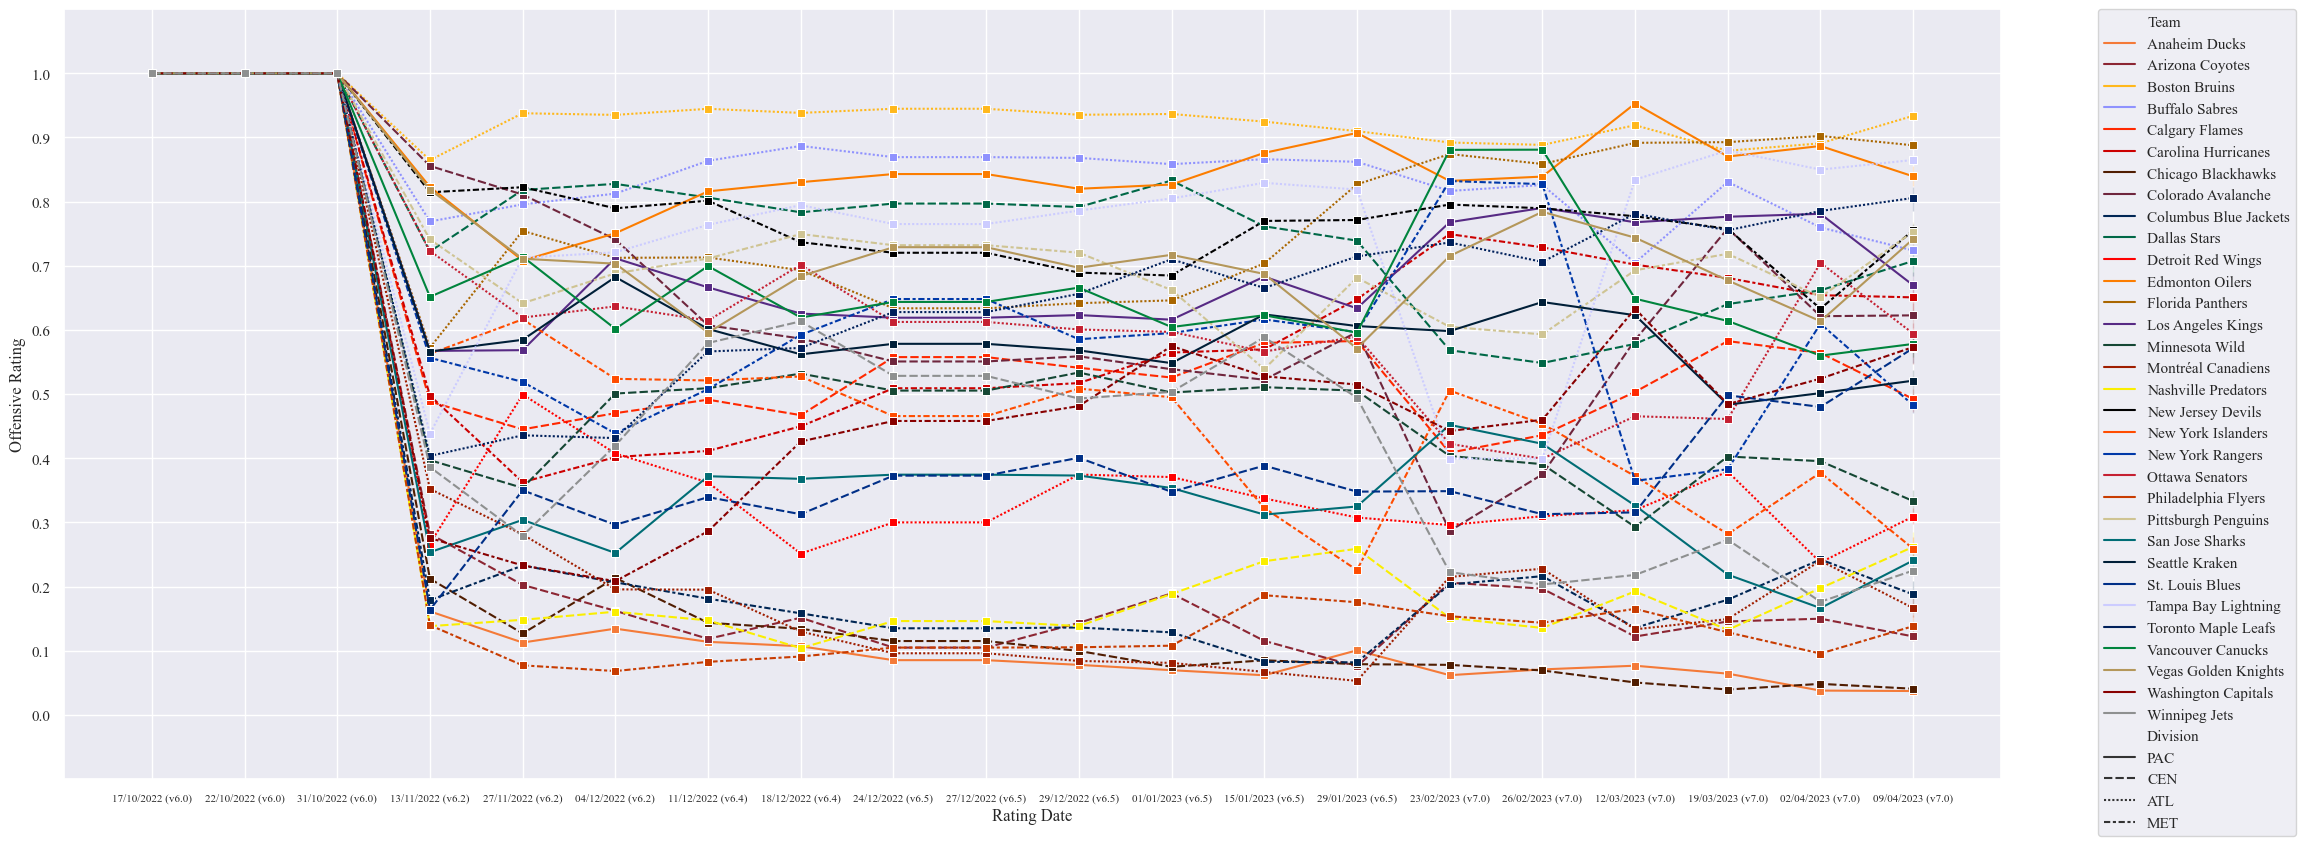 1.0
0.9
0.8
0.7
0.6
0.5
0.4
0.3
0.2
0.1
0.0
Offensive Rating
17/10/2022 (v6.0) 22/10/2022 (v6.0) 31/10/2022 (v6.0) 13/11/2022 (v6.2) 27/11/2022 (v6.2) 04/12/2022 (v6.2) 11/12/2022 (v6.4) 18/12/2022 (v6.4) 24/12/2022 (v6.5) 27/12/2022 (v6.5) 29/12/2022 (v6.5) 01/01/2023 (v6.5) 15/01/2023 (v6.5) 29/01/2023 (v6.5) 23/02/2023 (v7.0) 26/02/2023 (v7.0) 12/03/2023 (v7.0) 19/03/2023 (v7.0) 02/04/2023 (v7.0) 09/04/2023 (v7.0)
Rating Date
Team
Anaheim Ducks
Arizona Coyotes
Boston Bruins
Buffalo Sabres
Calgary Flames
Carolina Hurricanes
Chicago Blackhawks
Colorado Avalanche
Columbus Blue Jackets
Dallas Stars
Detroit Red Wings
Edmonton Oilers
Florida Panthers
Los Angeles Kings
Minnesota Wild
Montréal Canadiens
Nashville Predators
New Jersey Devils
New York Islanders
New York Rangers
Ottawa Senators
Philadelphia Flyers
Pittsburgh Penguins
San Jose Sharks
Seattle Kraken
St. Louis Blues
Tampa Bay Lightning
Toronto Maple Leafs
Vancouver Canucks
Vegas Golden Knights
Washington Capitals
Winnipeg Jets
Division
PAC
CEN
ATL
MET